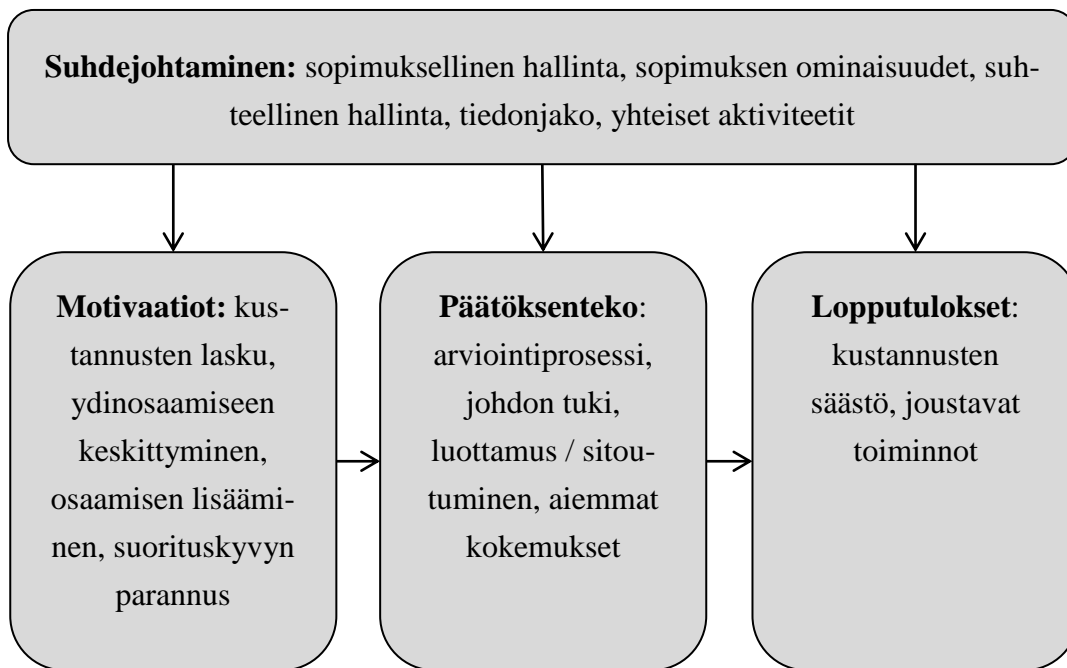 Suhdejohtaminen: sopimuksellinen hallinta, sopimuksen ominaisuudet, suh-
teellinen hallinta, tiedonjako, yhteiset aktiviteetit
Motivaatiot: kus-
tannusten lasku,
ydinosaamiseen
keskittyminen,
osaamisen lisäämi-
nen, suorituskyvyn
parannus
Päätöksenteko:
arviointiprosessi,
johdon tuki,
luottamus / sitou-
tuminen, aiemmat
kokemukset
Lopputulokset:
kustannusten
säästö, joustavat
toiminnot